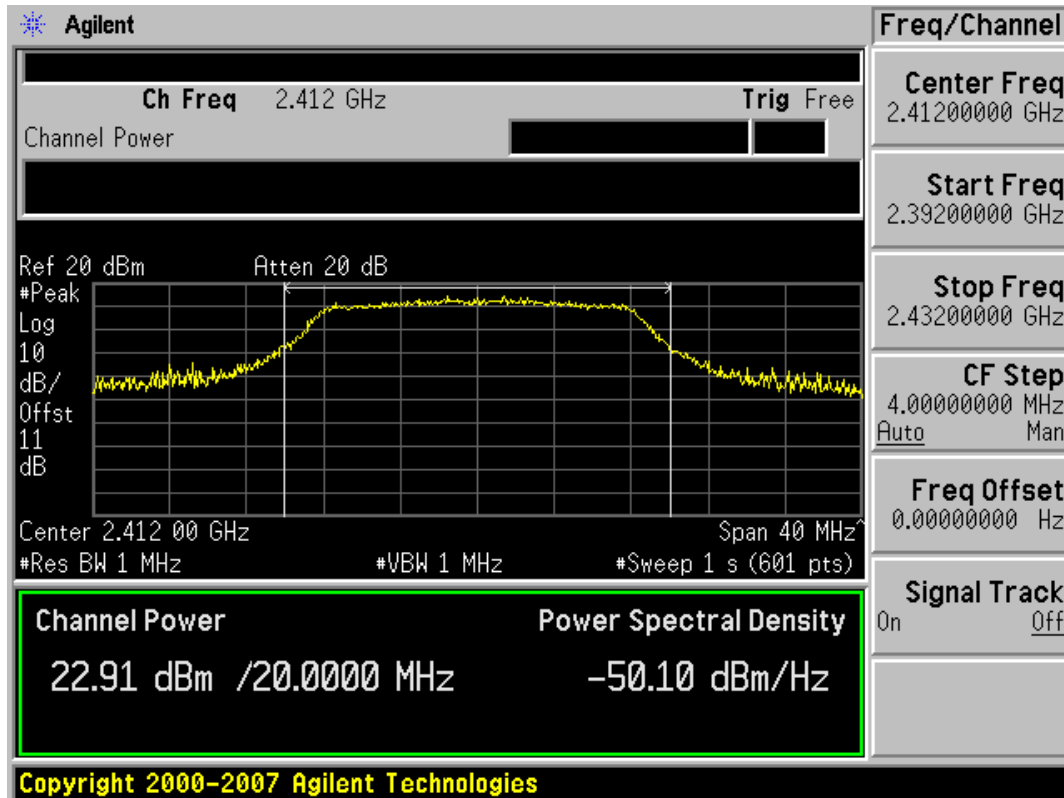 Agilent
Freq/Channel
Ch Freq 2.412 GHz Trig Free
Channel Power
Ref 20 dBm Atten 20 dB
#Peak
Log
10
dB/
Offst
11
dB
Center 2.412 00 GHz Span 40 MHz^
#Res BW 1 MHz #VBW 1 MHz #Sweep 1 s (601 pts)
Channel Power Power Spectral Density
22.91 dBm /20.0000 MHz -50.10 dBm/Hz
Center Freq
2.41200000 GHz
Start Freq
2.39200000 GHz
Stop Freq
2.43200000 GHz
CF Step
4.00000000 MHz
Auto Man
Freq Offset
0.00000000 Hz
Signal Track
On Off
Copyright 2000-2007 Agilent Technologies